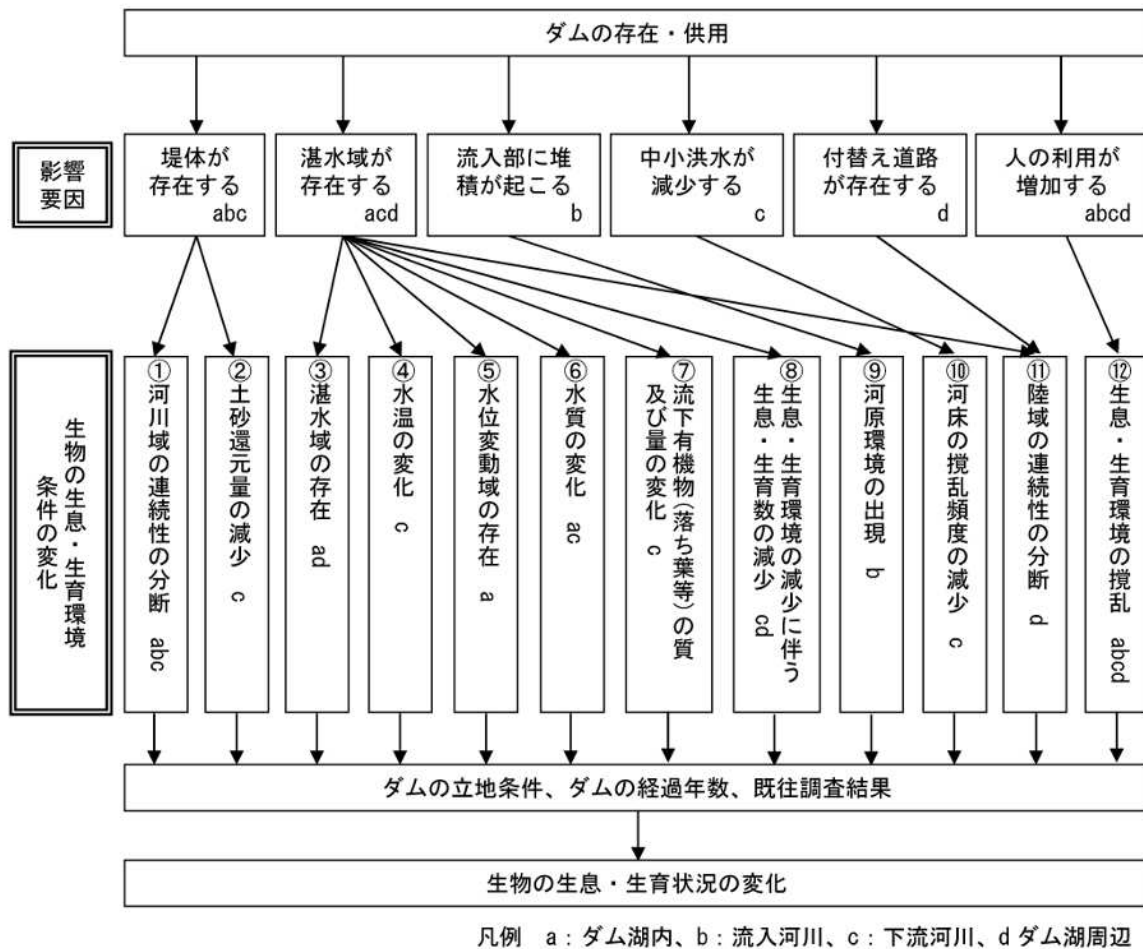 ダムの存在・供用
影響
要因
堤体が
存在する
abc
湛水域が
存在する
acd
流入部に堆
積が起こる
b
中小洪水が
減少する
c
付替え道路
が存在する
d
人の利用が
増加する
abcd
生物の生息・生育環境
条件の変化
①河川域の連続性の分断 abc
②土砂還元量の減少 c
③湛水域の存在 ad
④水温の変化 c
⑤水位変動域の存在 a
⑥水質の変化 ac
⑦流下有機物(落ち葉等)の質
及び量の変化 c
⑧生息・生育環境の減少に伴う
生息・生育数の減少 cd
⑨河原環境の出現 b
⑩河床の撹乱頻度の減少 c
⑪陸域の連続性の分断 d
⑫生息・生育環境の撹乱 abcd
ダムの立地条件、ダムの経過年数、既往調査結果
生物の生息・生育状況の変化
凡例 a：ダム湖内、b：流入河川、c：下流河川、d ダム湖周辺